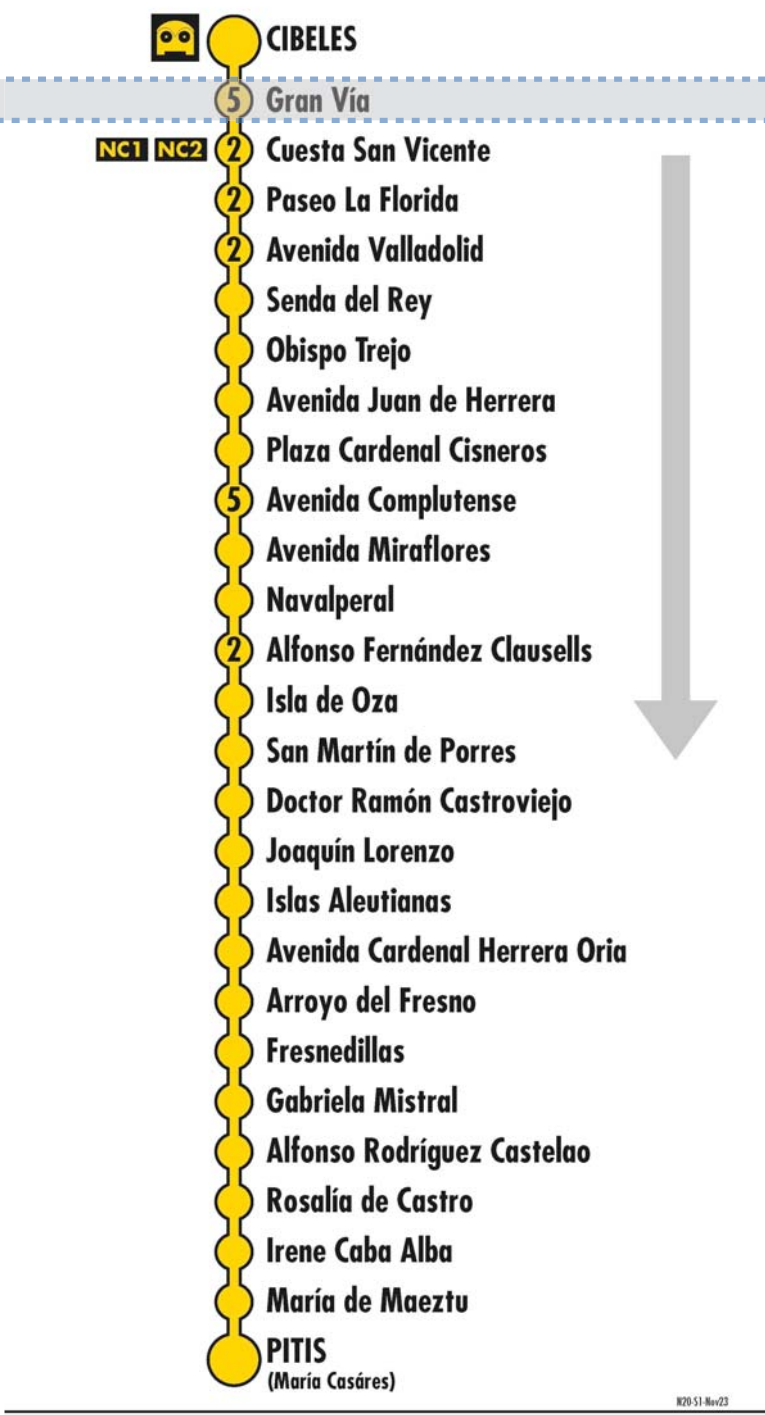 CIBELES
5 Gran Vía
NC1 NC2 2 Cuesta San Vicente
2 Paseo La Florida
2 Avenida Valladolid
Senda del Rey
Obispo Trejo
Avenida Juan de Herrera
Plaza Cardenal Cisneros
5 Avenida Complutense
Avenida Miraflores
Navalperal
2 Alfonso Fernández Clausells
Isla de Oza
San Martín de Porres
Doctor Ramón Castroviejo
Joaquín Lorenzo
Islas Aleutianas
Avenida Cardenal Herrera Oria
Arroyo del Fresno
Fresnedillas
Gabriela Mistral
Alfonso Rodríguez Castelao
Rosalía de Castro
Irene Caba Alba
María de Maeztu
PITIS
(María Casáres)
N20-S1-Nov23